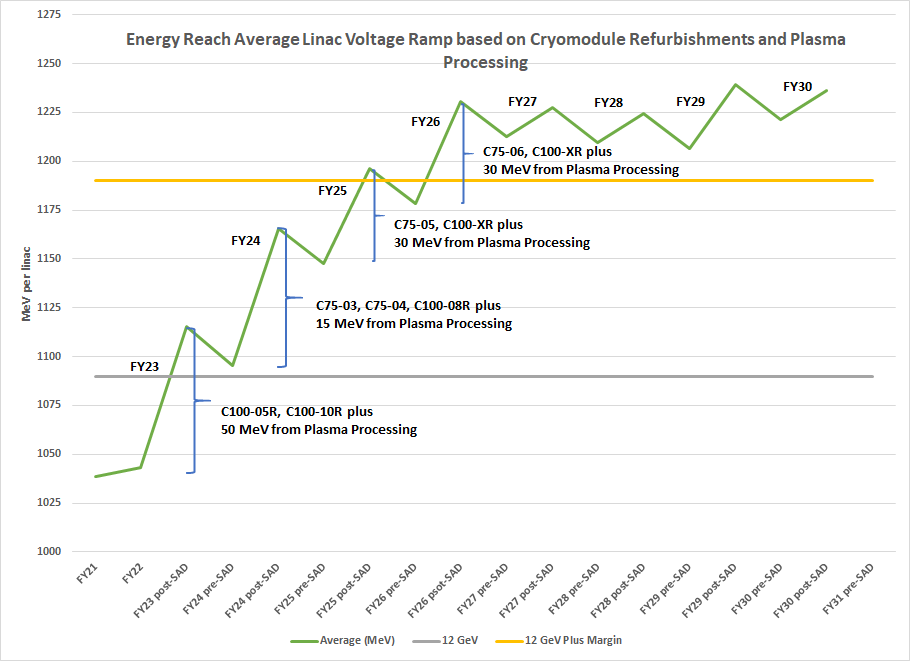 Energy Reach Average Linac Voltage Ramp based on Cryomodule Refurbishments and Plasma
Processing
1275
1250
1225
1200
1175
1150
1125
1100
1075
1050
1025
1000
MeV per linac
FY23
FY24
FY25
FY26
FY27
FY28
FY29
FY30
C75-06, C100-XR plus
30 MeV from Plasma Processing
C75-05, C100-XR plus
30 MeV from Plasma Processing
C75-03, C75-04, C100-08R plus
15 MeV from Plasma Processing
C100-05R, C100-10R plus
50 MeV from Plasma Processing
FY21
FY22
FY23 post-SAD
FY24 pre-SAD
FY24 post-SAD
FY25 pre-SAD
FY25 post-SAD
FY26 pre-SAD
FY26 psot-SAD
FY27 pre-SAD
FY27 post-SAD
FY28 pre-SAD
FY28 post-SAD
FY29 pre-SAD
FY29 post-SAD
FY30 pre-SAD
FY30 post-SAD
FY31 pre-SAD
Average (MeV)
12 GeV
12 GeV Plus Margin